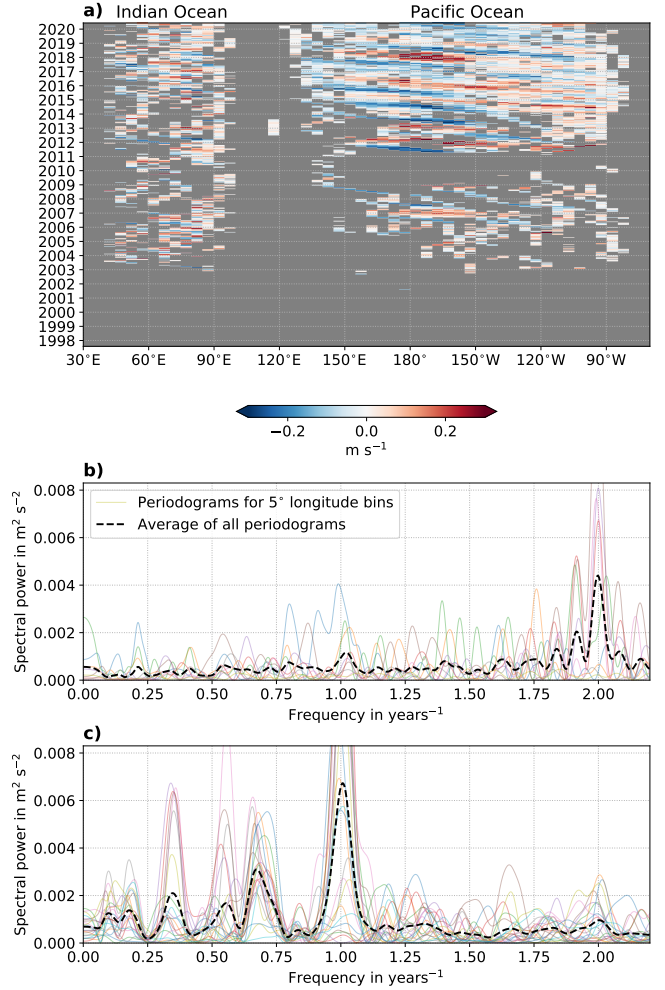 a) Indian Ocean Pacific Ocean
2020
2019
2018
2017
2016
2015
2014
2013
2012
2011
2010
2009
2008
2007
2006
2005
2004
2003
2002
2001
2000
1999
1998
30°E 60°E 90°E 120°E 150°E 180° 150°W 120°W 90°W
−0.2 0.0 0.2
m s⁻¹
b)
Periodograms for 5° longitude bins
Average of all periodograms
Spectral power in m² s⁻²
0.008
0.006
0.004
0.002
0.000
0.00 0.25 0.50 0.75 1.00 1.25 1.50 1.75 2.00
Frequency in years⁻¹
c)
Spectral power in m² s⁻²
0.008
0.006
0.004
0.002
0.000
0.00 0.25 0.50 0.75 1.00 1.25 1.50 1.75 2.00
Frequency in years⁻¹